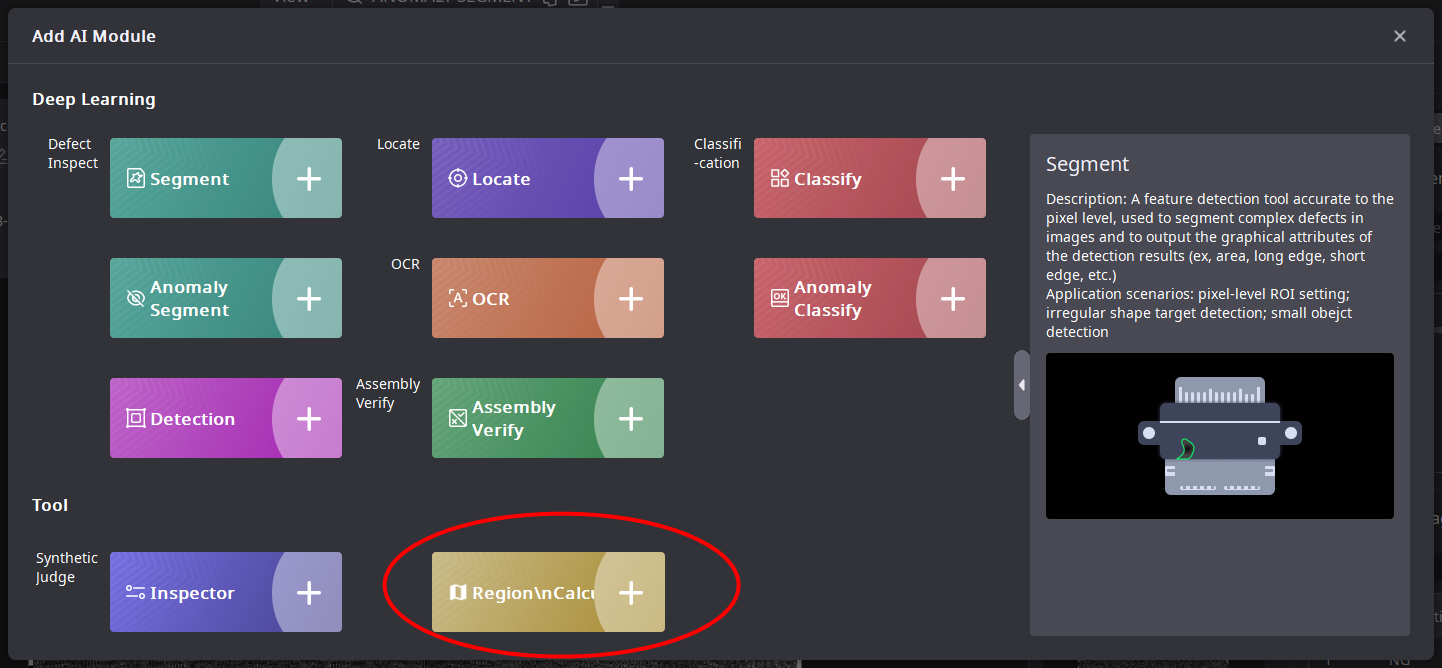 Add AI Module
Deep Learning
Defect
Inspect
Segment
Locate
Locate
Classifi
-cation
Classify
Anomaly
Segment
OCR
OCR
Anomaly
Classify
Detection
Assembly
Verify
Assembly
Verify
Tool
Synthetic
Judge
Inspector
Region\nCalcu
Segment
Description: A feature detection tool accurate to the
pixel level, used to segment complex defects in
images and to output the graphical attributes of
the detection results (ex, area, long edge, short
edge, etc.)
Application scenarios: pixel-level ROI setting;
irregular shape target detection; small obejct
detection